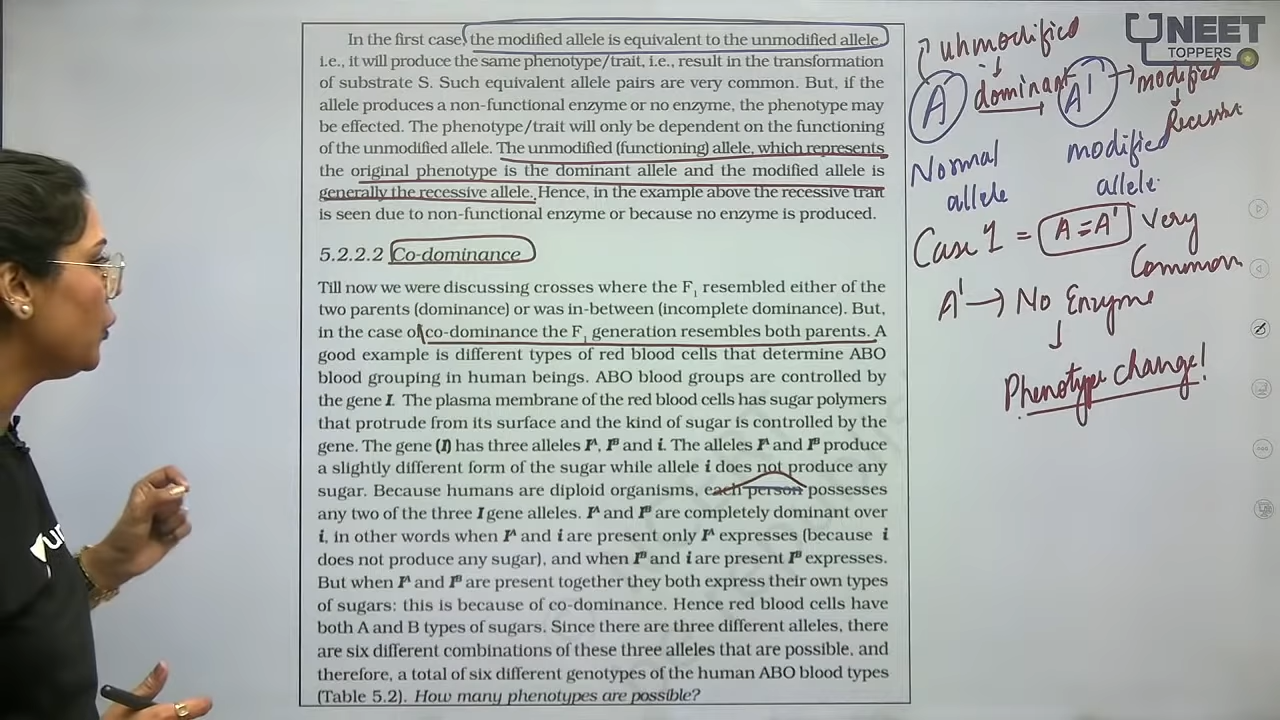 In the first case, the modified allele is equivalent to the unmodified allele,
i.e., it will produce the same phenotype/trait, i.e., result in the transformation
of substrate S. Such equivalent allele pairs are very common. But, if the
allele produces a non-functional enzyme or no enzyme, the phenotype may
be effected. The phenotype/trait will only be dependent on the functioning
of the unmodified allele. The unmodified (functioning) allele, which represents
the original phenotype is the dominant allele and the modified allele is
generally the recessive allele. Hence, in the example above the recessive trait
is seen due to non-functional enzyme or because no enzyme is produced.
5.2.2.2 Co-dominance
Till now we were discussing crosses where the F1 resembled either of the
two parents (dominance) or was in-between (incomplete dominance). But,
in the case of co-dominance the F1 generation resembles both parents. A
good example is different types of red blood cells that determine ABO
blood grouping in human beings. ABO blood groups are controlled by
the gene I. The plasma membrane of the red blood cells has sugar polymers
that protrude from its surface and the kind of sugar is controlled by the
gene. The gene (I) has three alleles Iᴬ, Iᴮ and i. The alleles Iᴬ and Iᴮ produce
a slightly different form of the sugar while allele i does not produce any
sugar. Because humans are diploid organisms, each person possesses
any two of the three I gene alleles. Iᴬ and Iᴮ are completely dominant over
i, in other words when Iᴬ and i are present only Iᴬ expresses (because i
does not produce any sugar), and when Iᴮ and i are present Iᴮ expresses.
But when Iᴬ and Iᴮ are present together they both express their own types
of sugars: this is because of co-dominance. Hence red blood cells have
both A and B types of sugars. Since there are three different alleles, there
are six different combinations of these three alleles that are possible, and
therefore, a total of six different genotypes of the human ABO blood types
(Table 5.2). How many phenotypes are possible?
NEET
TOPPERS
unmodified
↓
dominant
A
A' → modified
↓
Recessive
Normal
allele
modified
allele
Case 1 = A = A' Very
Common
A' → No Enzyme
↓
Phenotype change!